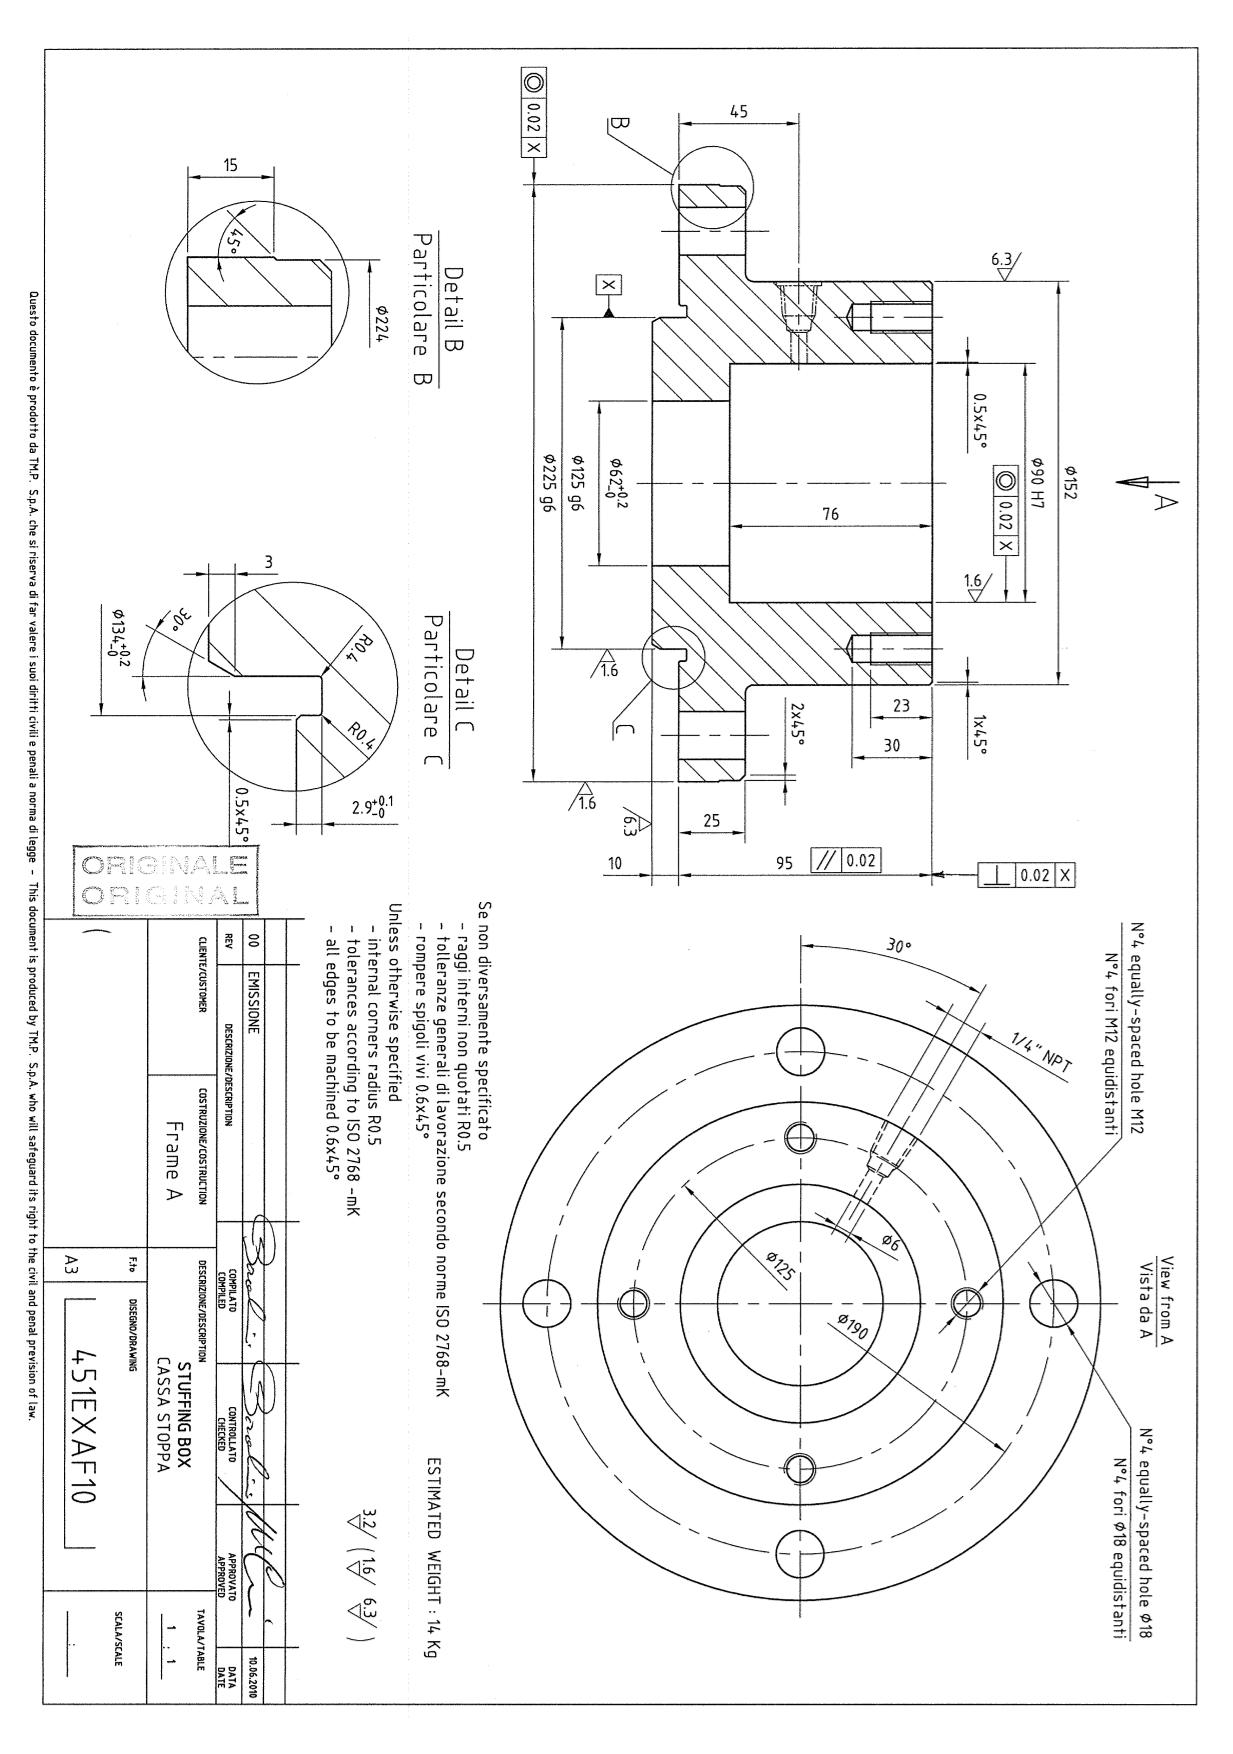 45
◎ 0.02 X
B
15
45°
Ø224
Detail B
Particolare B
X
6.3
0.5x45°
Ø225 g6
Ø125 g6
Ø62+0.2 -0
76
Ø90 H7
Ø152
◎ 0.02 X
A
1.6
1.6
1.6
6.3
C
2x45°
23
30
1x45°
25
10
95
// 0.02
⊥ 0.02 X
3
30°
Ø134+0.2 -0
R0.4
R0.4
0.5x45°
2.9+0.1 -0
Detail C
Particolare C
View from A
Vista da A
N°4 equally-spaced hole M12
N°4 fori M12 equidistanti
N°4 equally-spaced hole Ø18
N°4 fori Ø18 equidistanti
30°
1/4" NPT
Ø6
Ø125
Ø190
Se non diversamente specificato
- raggi interni non quotati R0.5
- tolleranze generali di lavorazione secondo norme ISO 2768-mK
- rompere spigoli vivi 0.6x45°
Unless otherwise specified
- internal corners radius R0.5
- tolerances according to ISO 2768 -mK
- all edges to be machined 0.6x45°
ESTIMATED WEIGHT : 14 Kg
3.2 ( 1.6 6.3 )
ORIGINALE
ORIGINAL
00 EMISSIONE 10.06.2010
REV DESCRIZIONE/DESCRIPTION COMPILATO CONTROLLATO APPROVATO DATA
COMPILED CHECKED APPROVED DATE
CLIENTE/CUSTOMER COSTRUZIONE/COSTRUCTION DESCRIZIONE/DESCRIPTION TAVOLA/TABLE
Frame A
STUFFING BOX
CASSA STOPPA
1 : 1
F.to DISEGNO/DRAWING SCALA/SCALE
A3 451EXAF10 :
Questo documento è prodotto da T.M.P. S.p.A. che si riserva di far valere i suoi diritti civili e penali a norma di legge - This document is produced by T.M.P. S.p.A. who will safeguard its right to the civil and penal prevision of law.